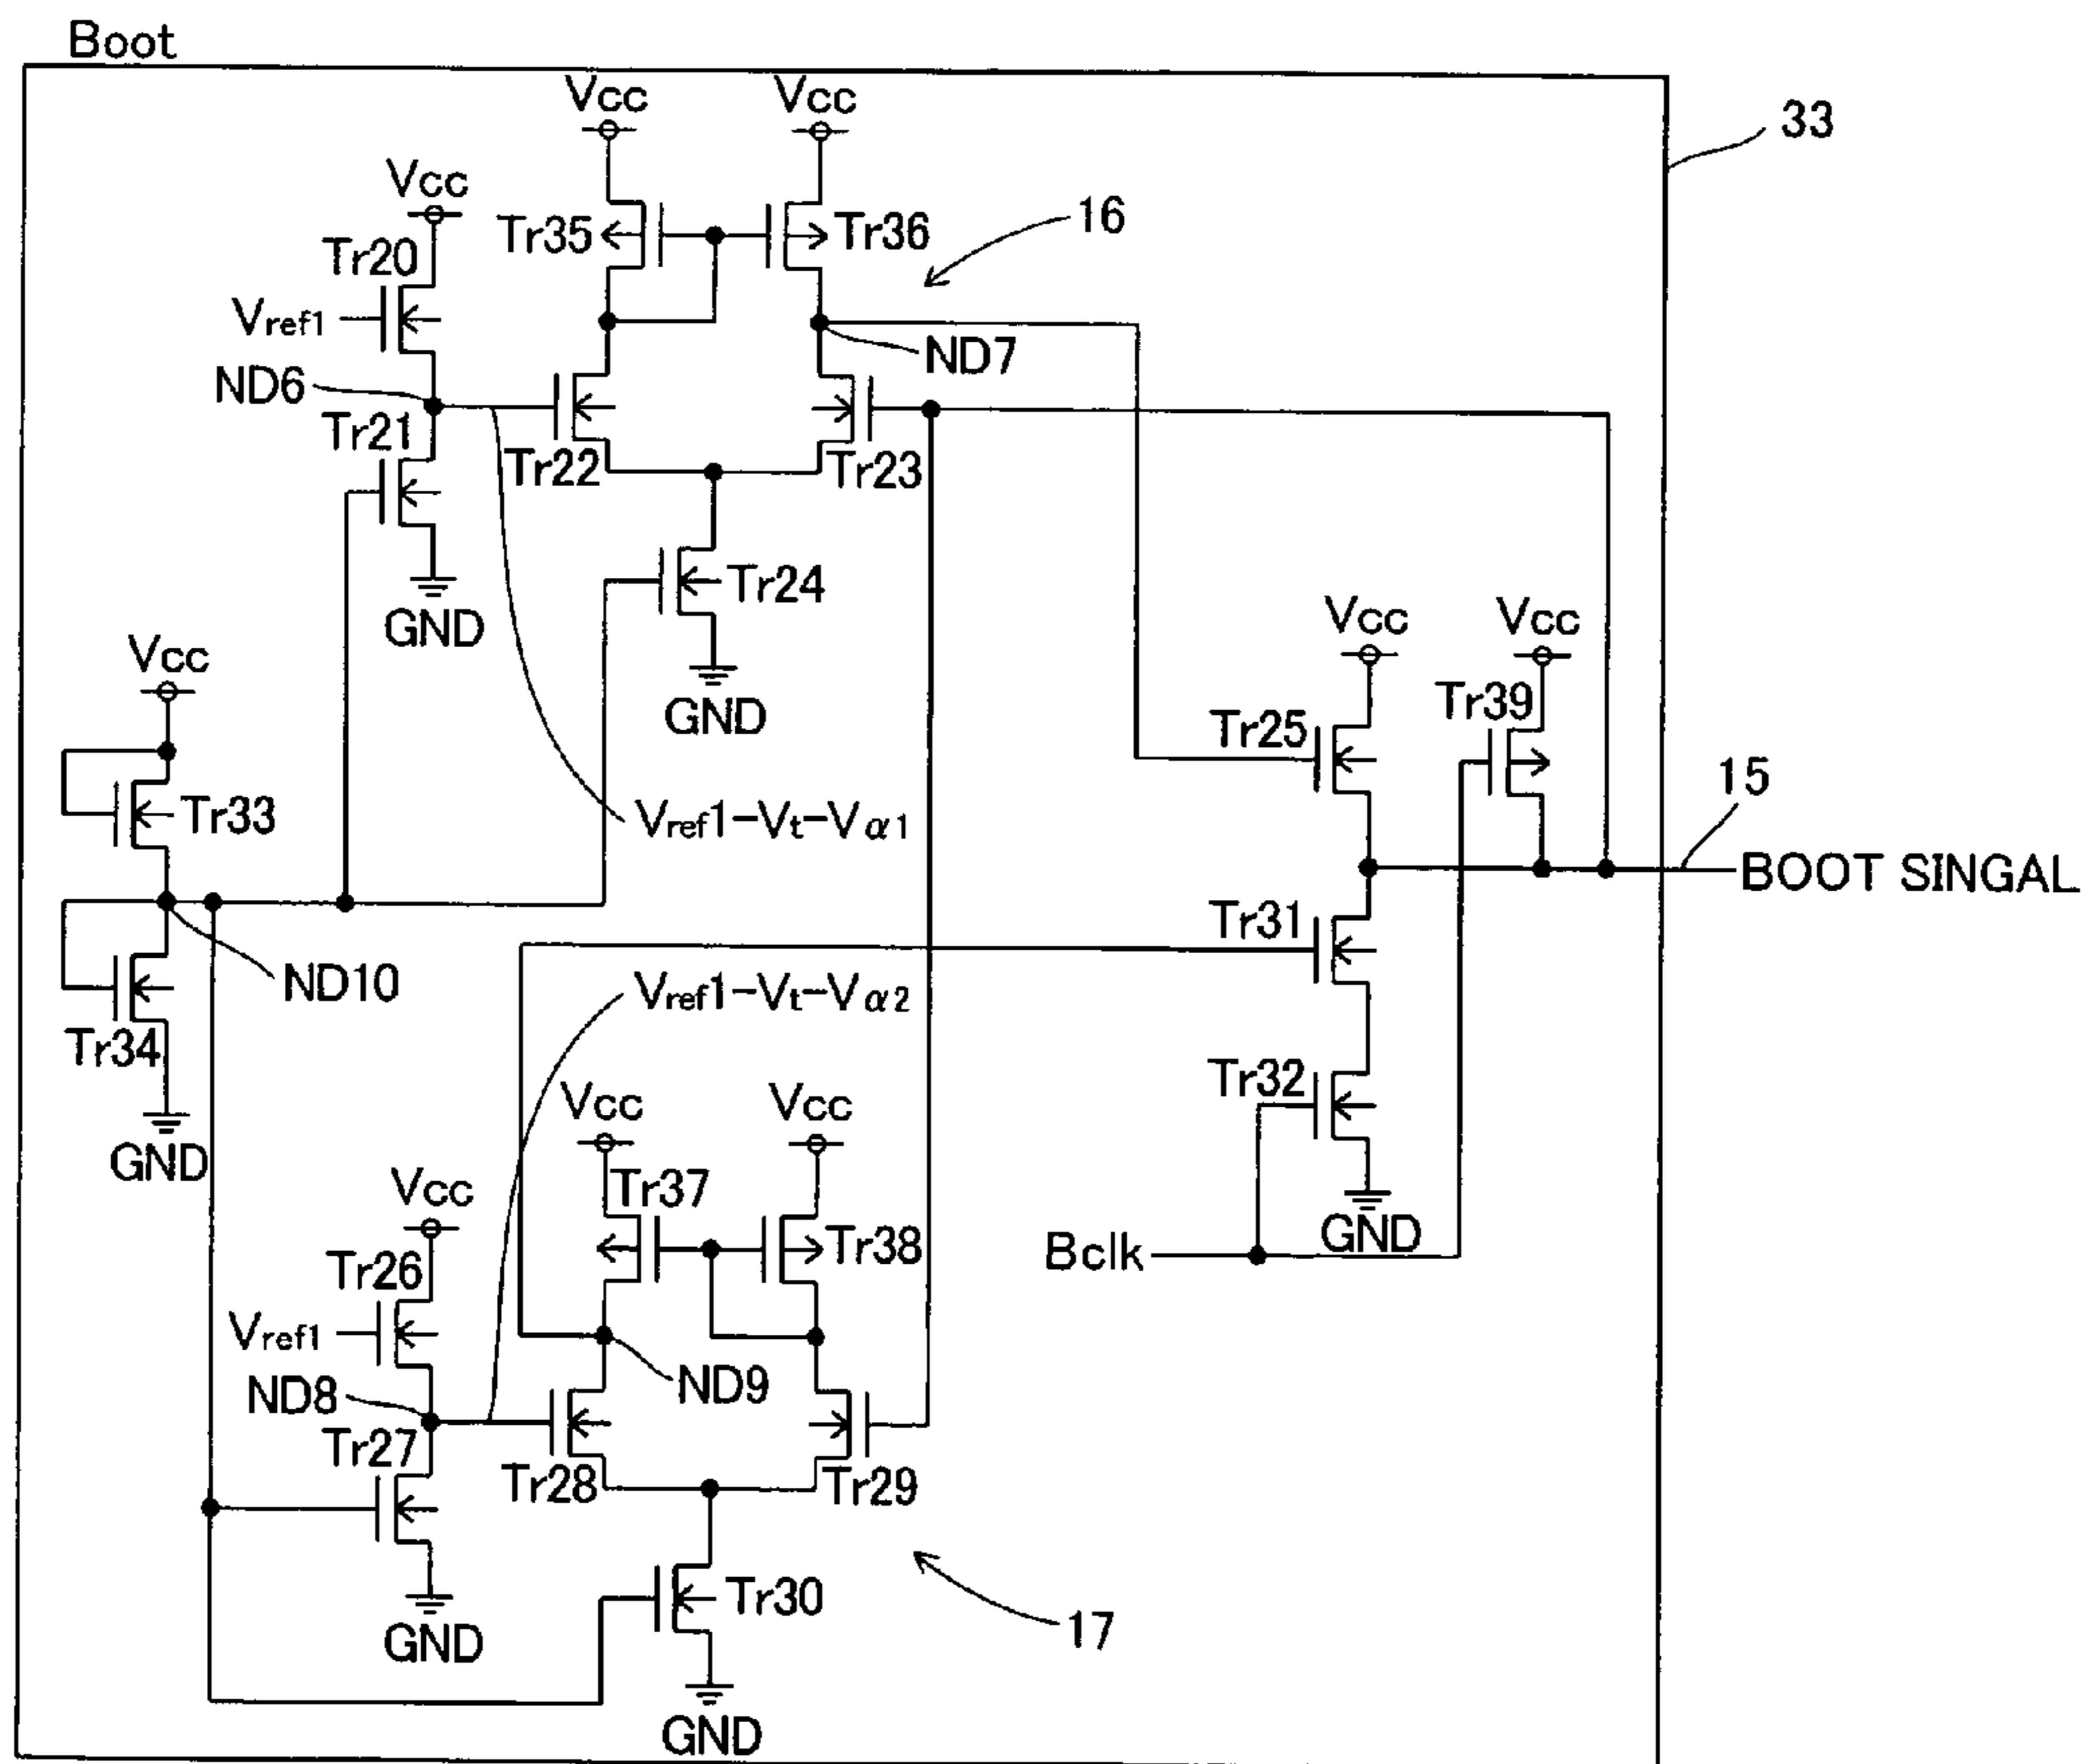 Boot
Vcc
Vcc
33
Vcc
Tr35
Tr36
16
Tr20
Vref1
ND7
ND6
Tr21
Tr22
Tr23
Tr24
GND
Vcc
Vcc
Vcc
GND
Tr39
Tr25
15
Tr33
Vref1-Vt-Vα1
BOOT SINGAL
Tr31
ND10
Vref1-Vt-Vα2
Tr34
Tr32
Vcc
Vcc
GND
Tr37
Vcc
GND
Tr38
Bclk
Tr26
Vref1
ND9
ND8
Tr27
Tr28
Tr29
Tr30
17
GND
GND